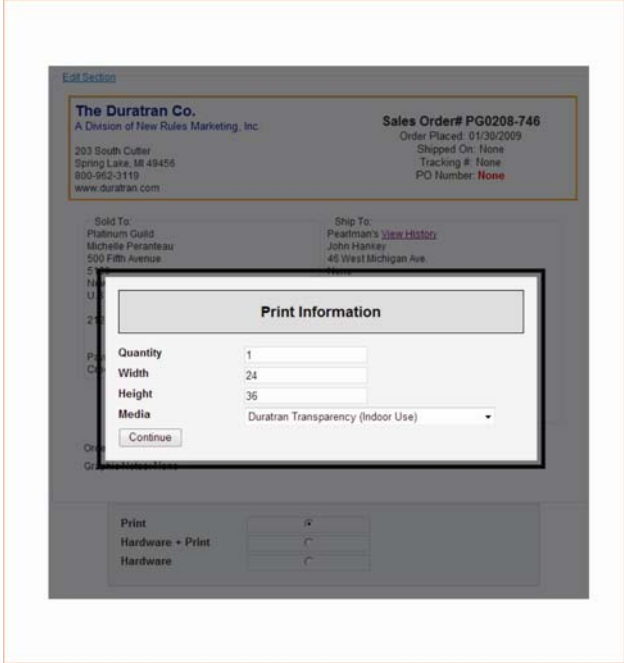 Edit Section
The Duratran Co.
A Division of New Rules Marketing, Inc.
203 South Cutler
Spring Lake, MI 49456
800-962-3119
www.duratran.com
Sales Order# PG0208-746
Order Placed: 01/30/2009
Shipped On: None
Tracking #: None
PO Number: None
Sold To:
Platinum Guild
Michelle Peranteau
500 Fifth Avenue
Ship To:
Pearlman's View History
John Hankey
46 West Michigan Ave.
None
Print Information
Quantity 1
Width 24
Height 36
Media Duratran Transparency (Indoor Use)
Continue
Graphic Notes: None
Print
Hardware + Print
Hardware